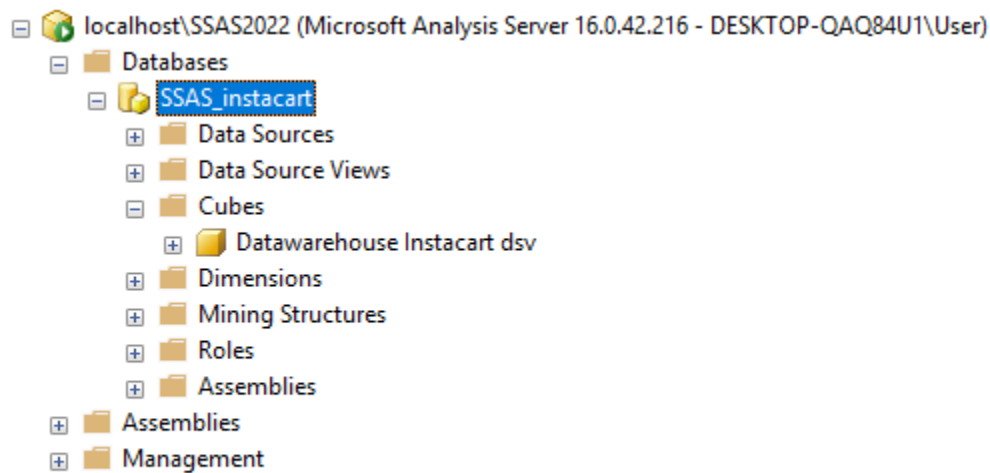 localhost\SSAS2022 (Microsoft Analysis Server 16.0.42.216 - DESKTOP-QAQ84U1\User)
Databases
SSAS_instacart
Data Sources
Data Source Views
Cubes
Datawarehouse Instacart dsv
Dimensions
Mining Structures
Roles
Assemblies
Assemblies
Management